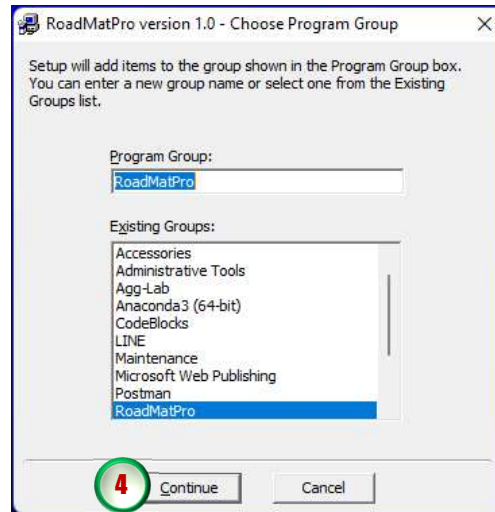 RoadMatPro version 1.0 - Choose Program Group
Setup will add items to the group shown in the Program Group box.
You can enter a new group name or select one from the Existing
Groups list.
Program Group:
RoadMatPro
Existing Groups:
Accessories
Administrative Tools
Agg-Lab
Anaconda3 (64-bit)
CodeBlocks
LINE
Maintenance
Microsoft Web Publishing
Postman
RoadMatPro
4 Continue Cancel